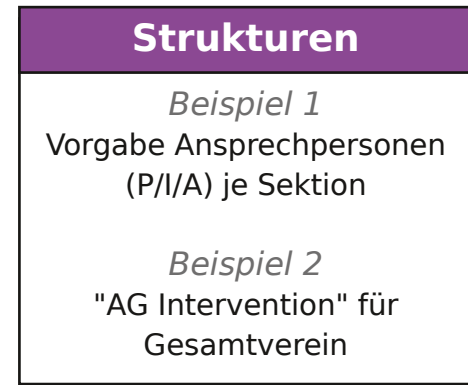 Strukturen
Beispiel 1
Vorgabe Ansprechpersonen
(P/I/A) je Sektion
Beispiel 2
"AG Intervention" für
Gesamtverein